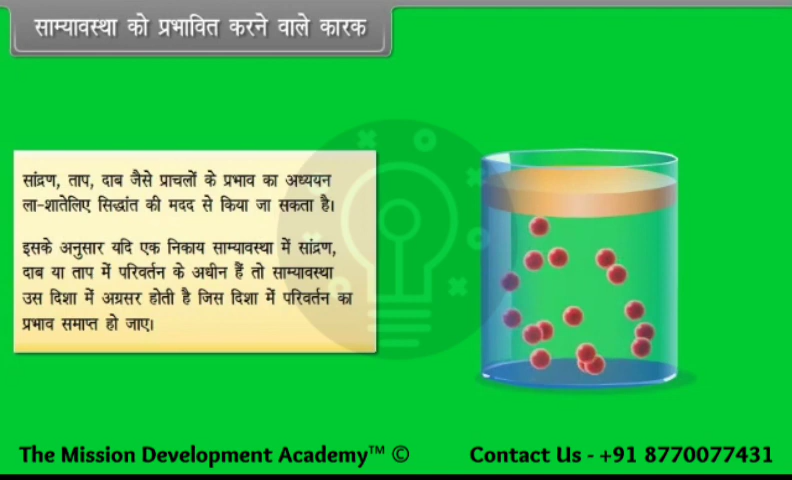 साम्यावस्था को प्रभावित करने वाले कारक
सांद्रण, ताप, दाब जैसे प्राचलों के प्रभाव का अध्ययन
ला-शातेलिए सिद्धांत की मदद से किया जा सकता है।
इसके अनुसार यदि एक निकाय साम्यावस्था में सांद्रण,
दाब या ताप में परिवर्तन के अधीन हैं तो साम्यावस्था
उस दिशा में अग्रसर होती है जिस दिशा में परिवर्तन का
प्रभाव समाप्त हो जाए।
The Mission Development Academy™ © Contact Us - +91 8770077431